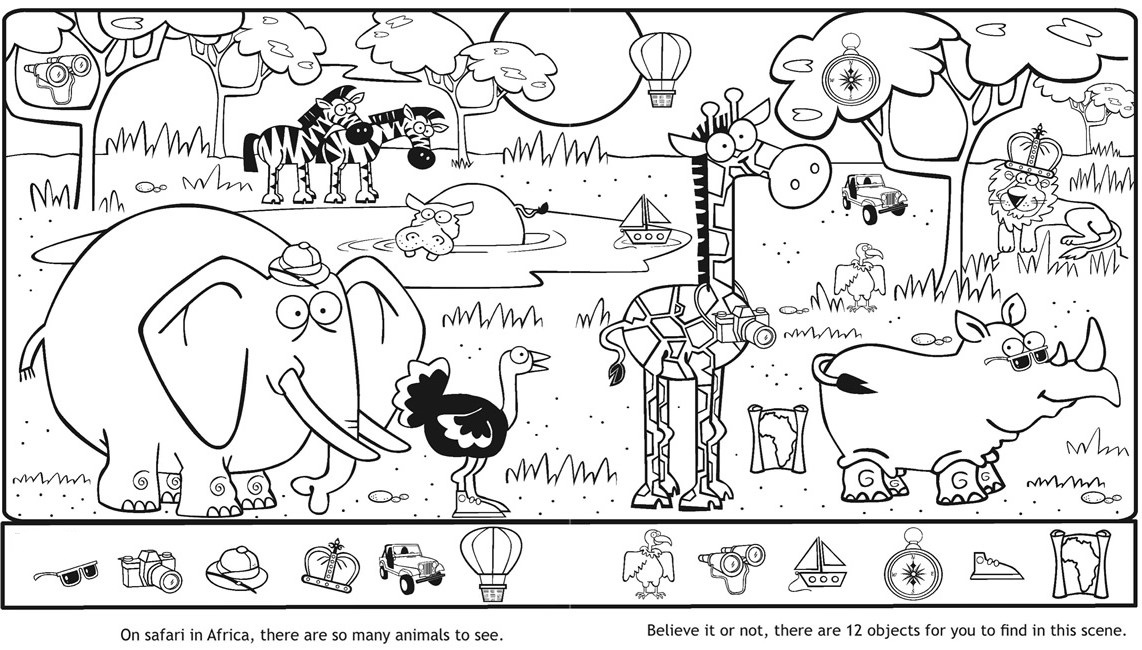 On safari in Africa, there are so many animals to see.
Believe it or not, there are 12 objects for you to find in this scene.